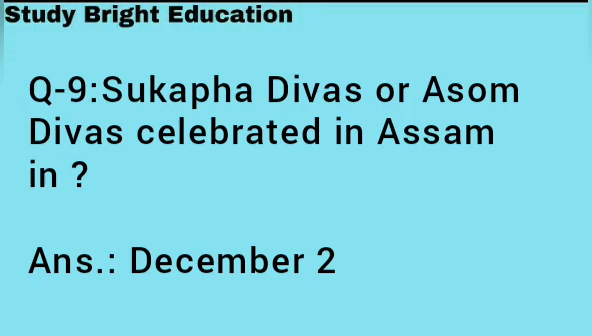 Study Bright Education
Q-9:Sukapha Divas or Asom
Divas celebrated in Assam
in ?
Ans.: December 2